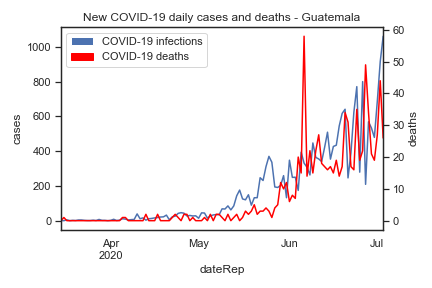 New COVID-19 daily cases and deaths - Guatemala
COVID-19 infections
COVID-19 deaths
1000
800
600
400
200
0
cases
60
50
40
30
20
10
0
deaths
Apr
2020
May
Jun
Jul
dateRep